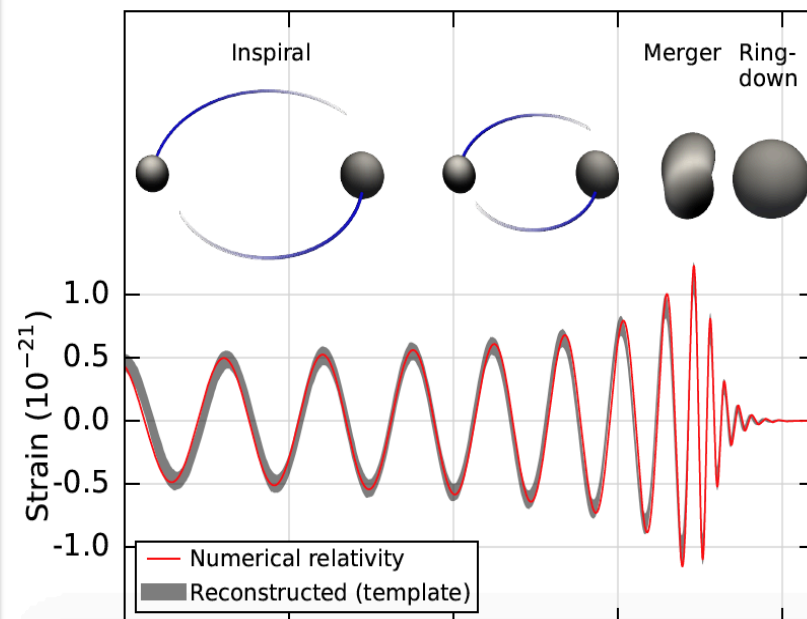 Inspiral
Merger
Ring-
down
Strain (10⁻²¹)
1.0
0.5
0.0
-0.5
-1.0
Numerical relativity
Reconstructed (template)